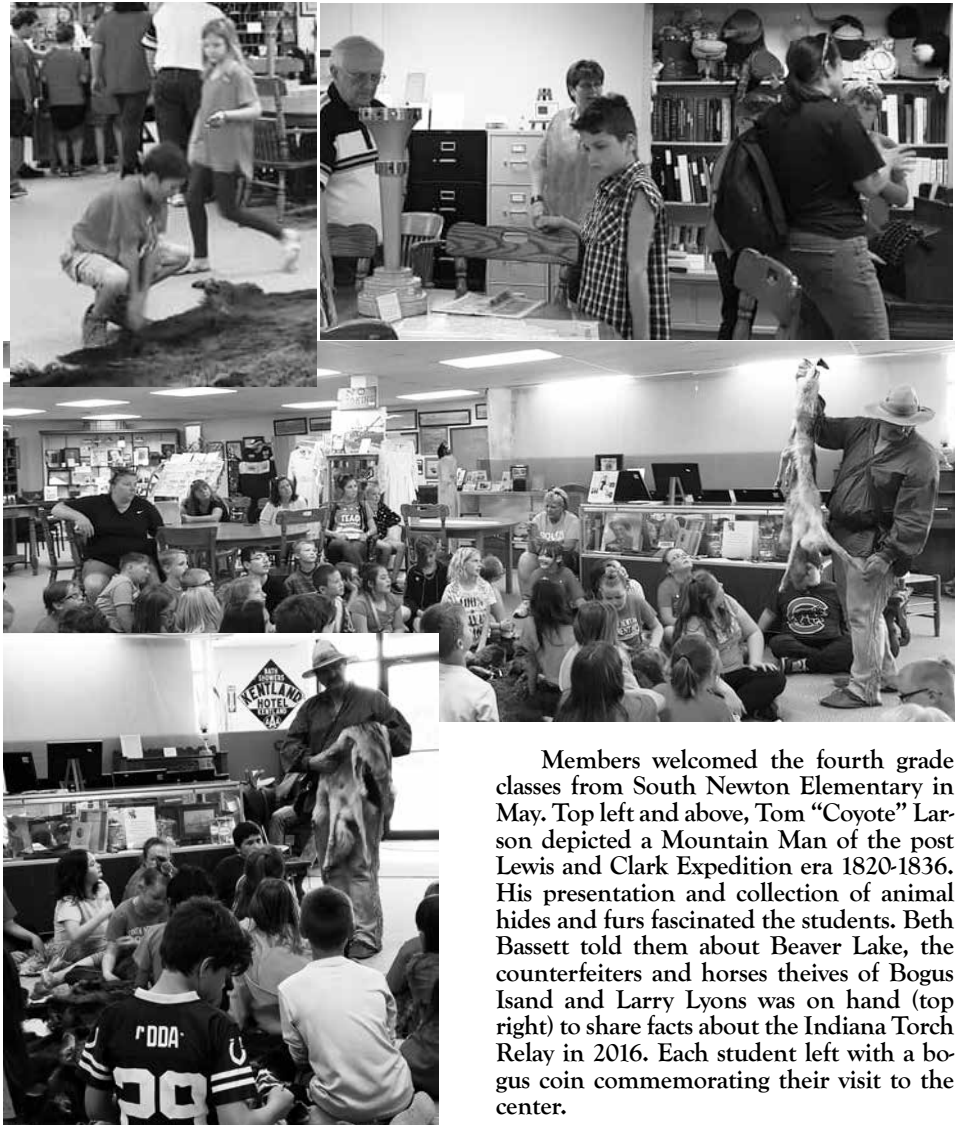 BATH
SHOWERS
KENTLAND
HOTEL
KENTLAND
Members welcomed the fourth grade
classes from South Newton Elementary in
May. Top left and above, Tom “Coyote” Lar-
son depicted a Mountain Man of the post
Lewis and Clark Expedition era 1820-1836.
His presentation and collection of animal
hides and furs fascinated the students. Beth
Bassett told them about Beaver Lake, the
counterfeiters and horses theives of Bogus
Isand and Larry Lyons was on hand (top
right) to share facts about the Indiana Torch
Relay in 2016. Each student left with a bo-
gus coin commemorating their visit to the
center.